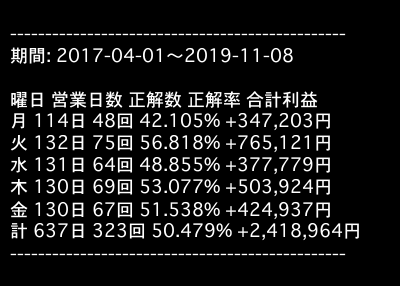 ------------------------------------------------
期間: 2017-04-01～2019-11-08
曜日 営業日数 正解数 正解率 合計利益
月 114日 48回 42.105% +347,203円
火 132日 75回 56.818% +765,121円
水 131日 64回 48.855% +377,779円
木 130日 69回 53.077% +503,924円
金 130日 67回 51.538% +424,937円
計 637日 323回 50.479% +2,418,964円
------------------------------------------------